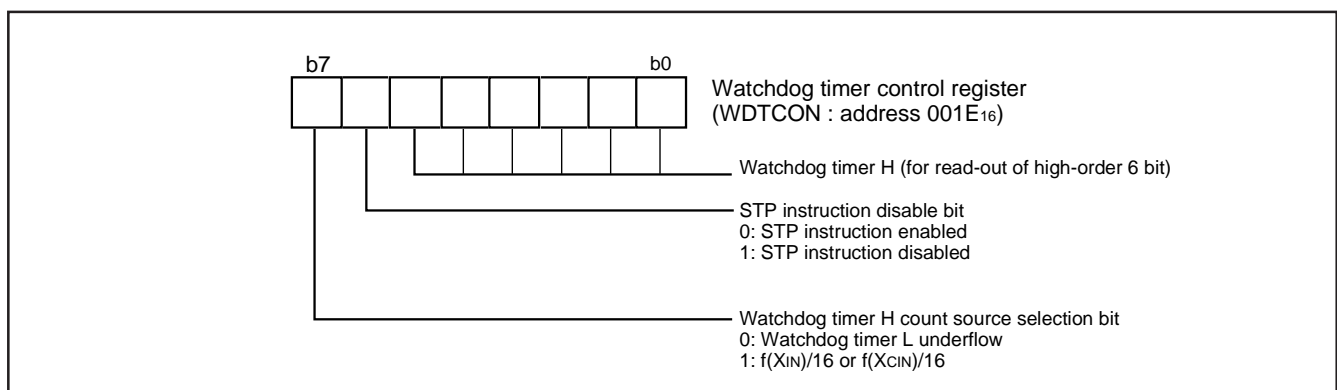 b7 b0
Watchdog timer control register
(WDTCON : address 001E16)
Watchdog timer H (for read-out of high-order 6 bit)
STP instruction disable bit
0: STP instruction enabled
1: STP instruction disabled
Watchdog timer H count source selection bit
0: Watchdog timer L underflow
1: f(XIN)/16 or f(XCIN)/16